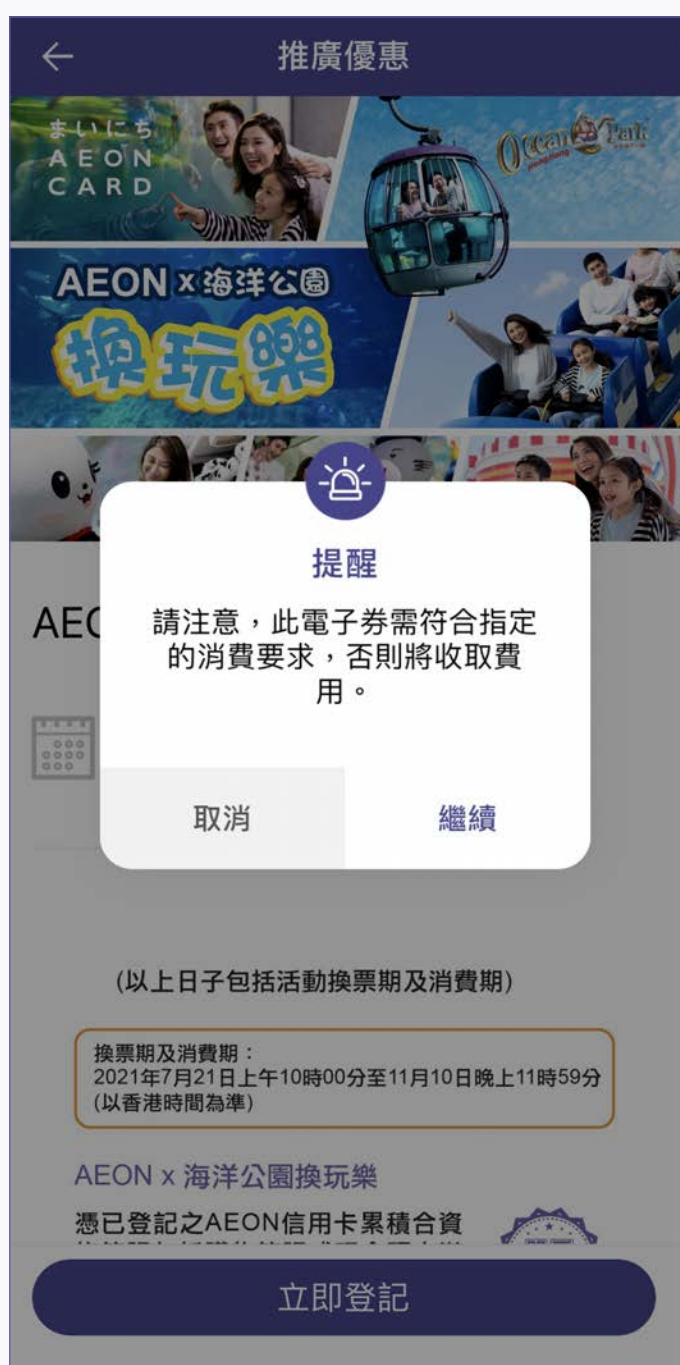 推廣優惠
まいにち
AEON
CARD
Ocean Park
Hong Kong
AEON x 海洋公園
換玩樂
提醒
AEO
請注意，此電子券需符合指定
的消費要求，否則將收取費
用。
取消
繼續
(以上日子包括活動換票期及消費期)
換票期及消費期：
2021年7月21日上午10時00分至11月10日晚上11時59分
(以香港時間為準)
AEON x 海洋公園換玩樂
憑已登記之AEON信用卡累積合資
立即登記